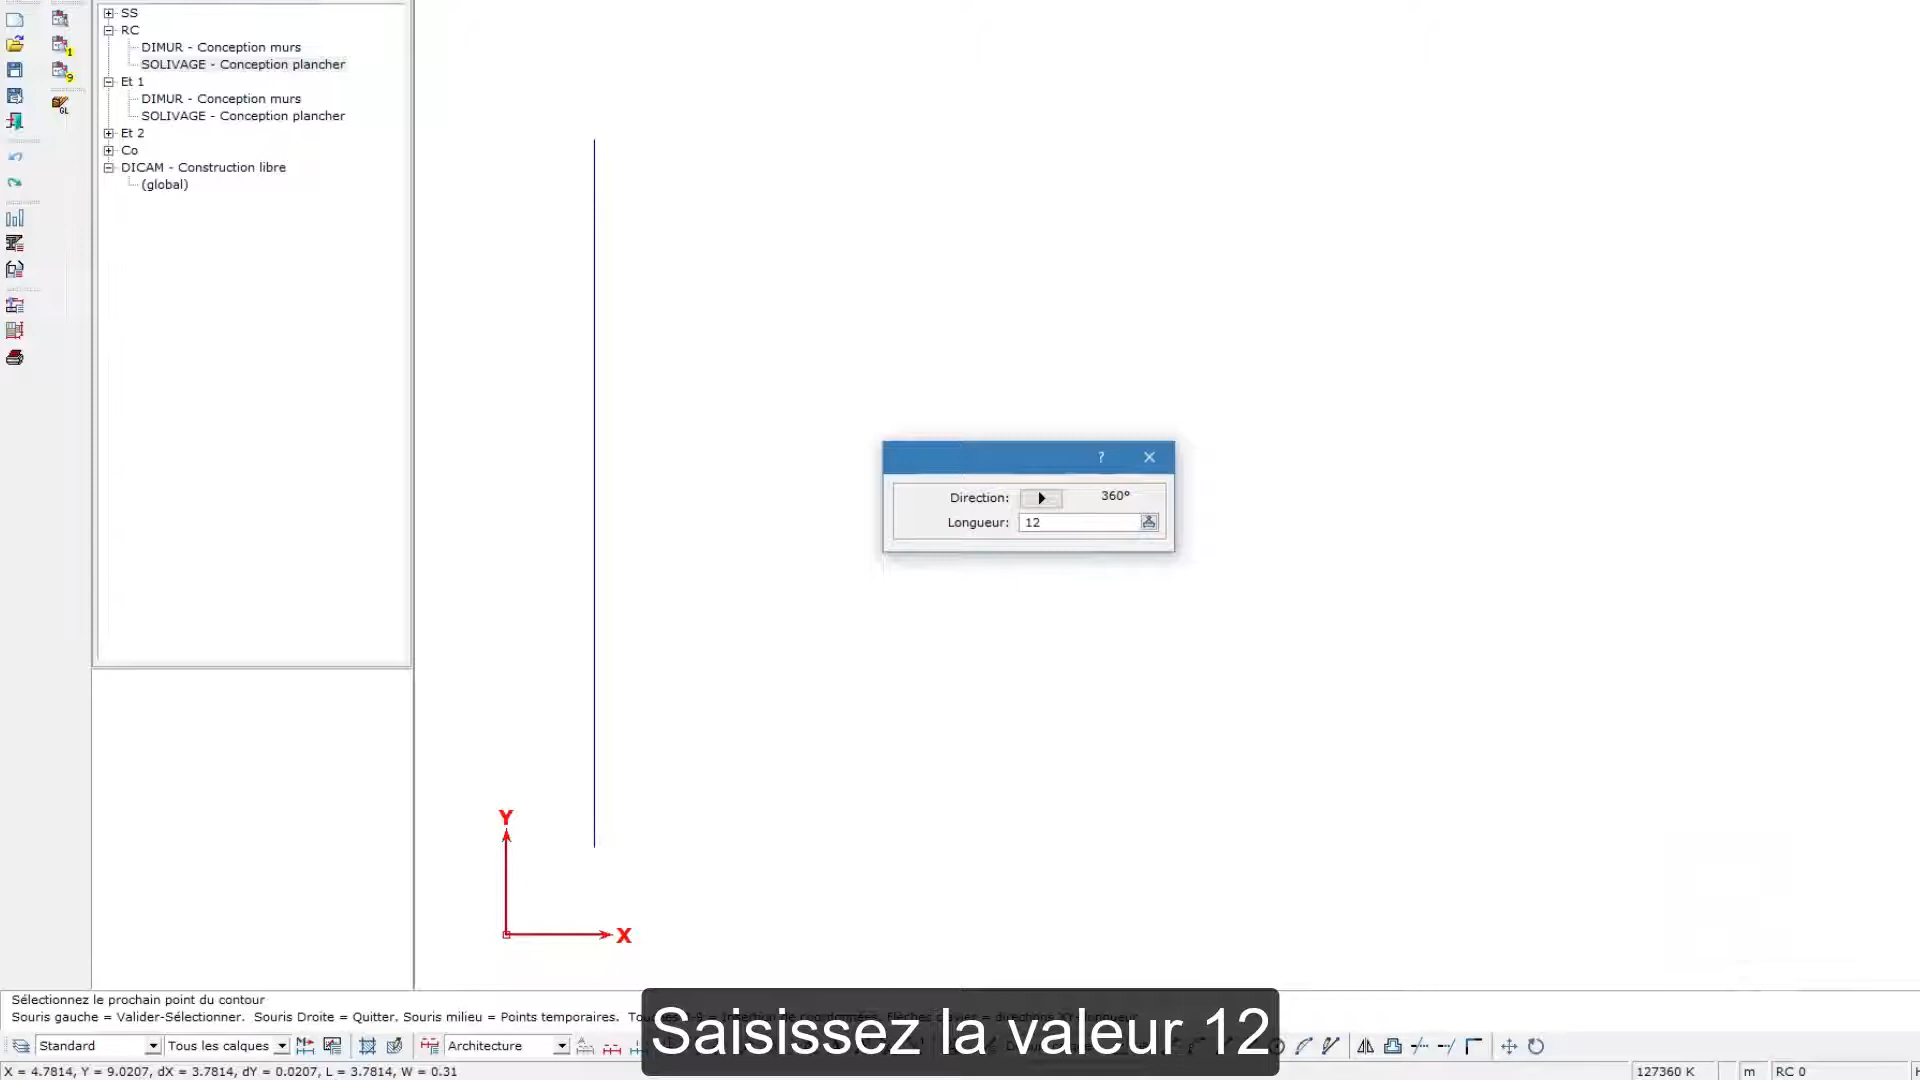 SS
RC
DIMUR - Conception murs
SOLIVAGE - Conception plancher
Et 1
DIMUR - Conception murs
SOLIVAGE - Conception plancher
Et 2
Co
DICAM - Construction libre
(global)
1
9
GL
?
Direction: 360°
Longueur: 12
Y
X
Sélectionnez le prochain point du contour
Souris gauche = Valider-Sélectionner. Souris Droite = Quitter. Souris milieu = Points temporaires.
Saisissez la valeur 12
Standard
Tous les calques
Architecture
X = 4.7814, Y = 9.0207, dX = 3.7814, dY = 0.0207, L = 3.7814, W = 0.31
127360 K
m
RC 0